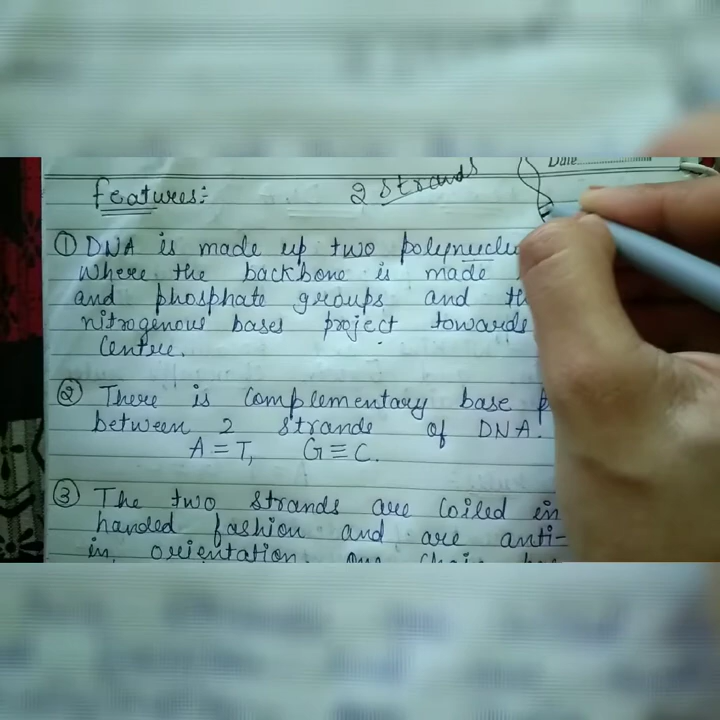 Date
features:
2 strands
① DNA is made up two polynucle
where the backbone is made
and phosphate groups and th
nitrogenous bases project towards
Centre.
② There is complementary base p
between 2 strands of DNA.
A=T, G≡C.
③ The two strands are coiled in
handed fashion and are anti-
in orientation. One chain